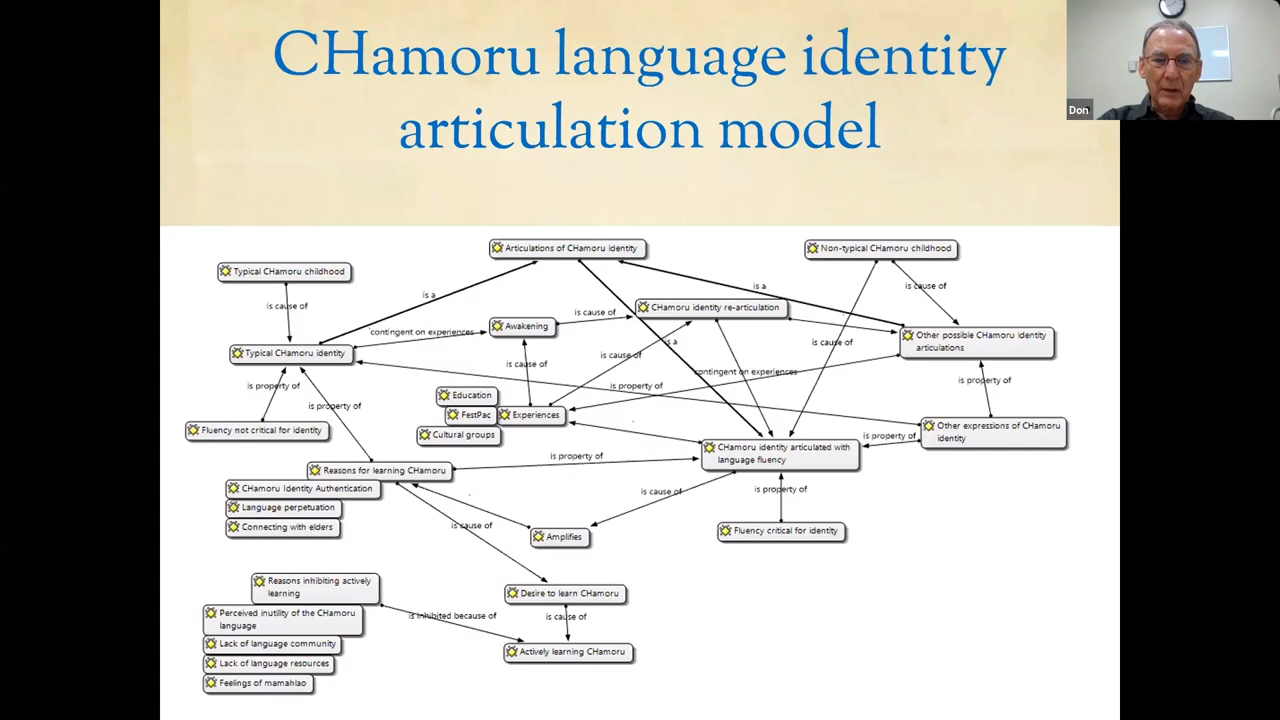 CHamoru language identity
articulation model
Don
Articulations of CHamoru identity
Non-typical CHamoru childhood
Typical CHamoru childhood
is a
is a
is cause of
is cause of
is cause of
CHamoru identity re-articulation
Awakening
contingent on experiences
Other possible CHamoru identity
articulations
is a
is cause of
Typical CHamoru identity
is cause of
is cause of
contingent on experiences
is property of
is property of
is property of
Education
is property of
FestPac
Experiences
Cultural groups
Fluency not critical for identity
Other expressions of CHamoru
identity
is property of
CHamoru identity articulated with
language fluency
is property of
Reasons for learning CHamoru
CHamoru Identity Authentication
Language perpetuation
Connecting with elders
is cause of
is property of
is cause of
Amplifies
Fluency critical for identity
Reasons inhibiting actively
learning
Perceived inutility of the CHamoru
language
Lack of language community
Lack of language resources
Feelings of mamahlao
Desire to learn CHamoru
is inhibited because of
is cause of
Actively learning CHamoru